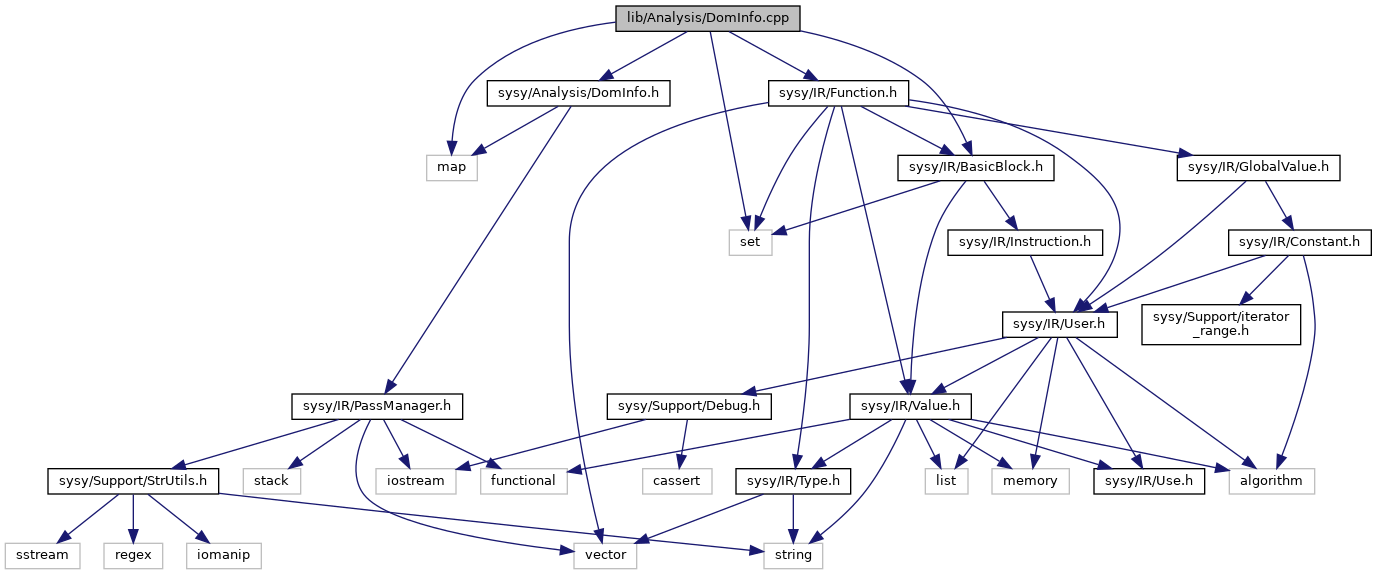 lib/Analysis/DomInfo.cpp
sysy/Analysis/DomInfo.h
sysy/IR/Function.h
map
sysy/IR/BasicBlock.h
sysy/IR/GlobalValue.h
set
sysy/IR/Instruction.h
sysy/IR/Constant.h
sysy/IR/User.h
sysy/Support/iterator
_range.h
sysy/IR/PassManager.h
sysy/Support/Debug.h
sysy/IR/Value.h
sysy/Support/StrUtils.h
stack
iostream
functional
cassert
sysy/IR/Type.h
list
memory
sysy/IR/Use.h
algorithm
sstream
regex
iomanip
vector
string